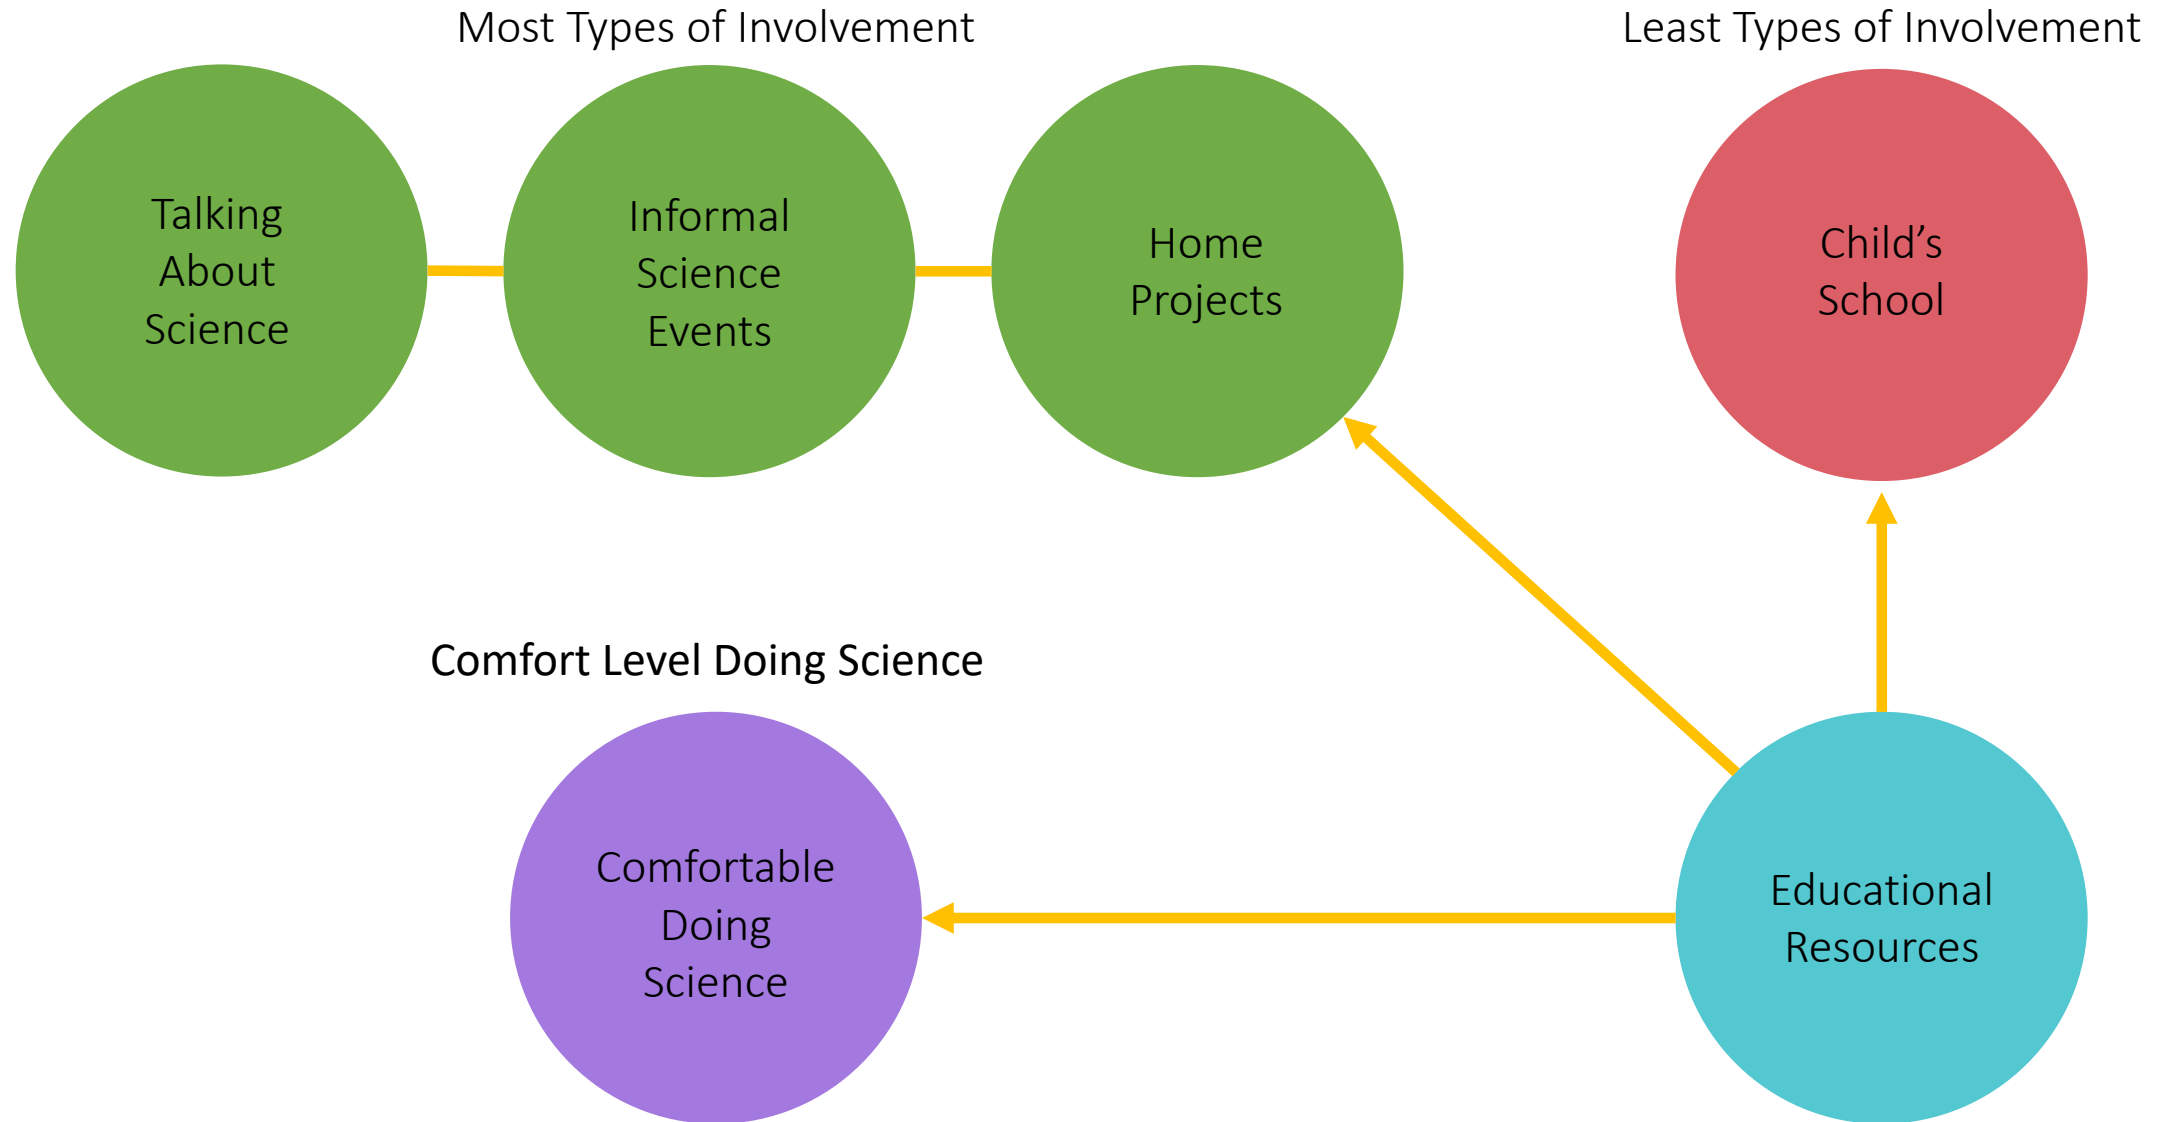 Most Types of Involvement
Least Types of Involvement
Talking
About
Science
Informal
Science
Events
Home
Projects
Child’s
School
Comfort Level Doing Science
Comfortable
Doing
Science
Educational
Resources